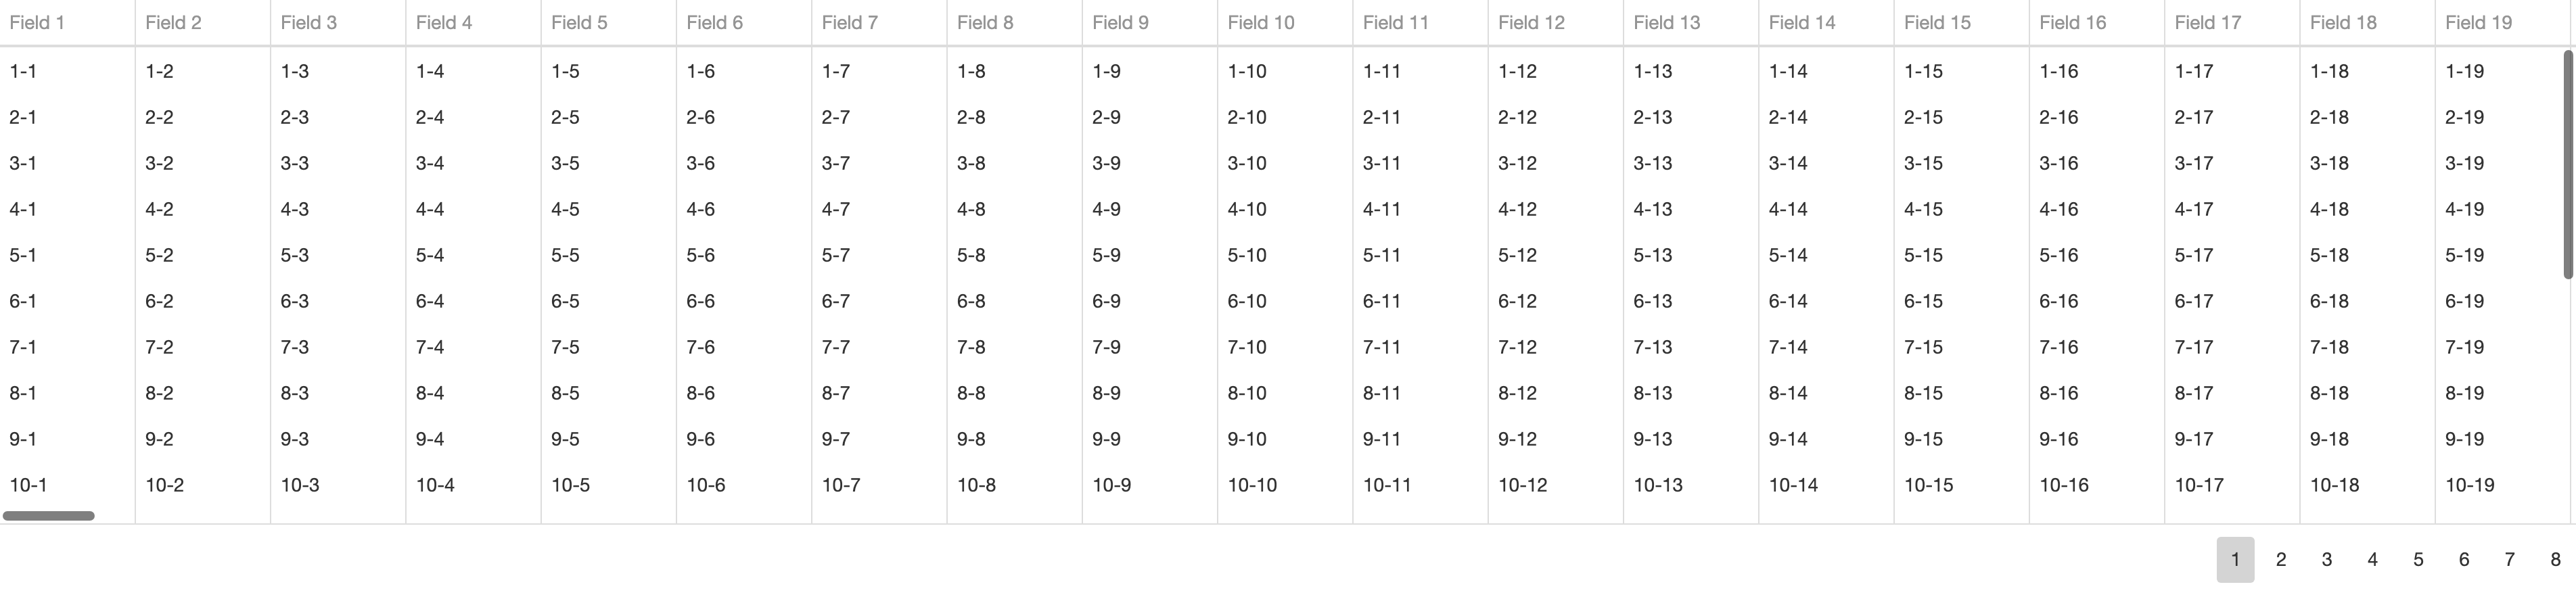 Field 1 Field 2 Field 3 Field 4 Field 5 Field 6 Field 7 Field 8 Field 9 Field 10 Field 11 Field 12 Field 13 Field 14 Field 15 Field 16 Field 17 Field 18 Field 19
1-1 1-2 1-3 1-4 1-5 1-6 1-7 1-8 1-9 1-10 1-11 1-12 1-13 1-14 1-15 1-16 1-17 1-18 1-19
2-1 2-2 2-3 2-4 2-5 2-6 2-7 2-8 2-9 2-10 2-11 2-12 2-13 2-14 2-15 2-16 2-17 2-18 2-19
3-1 3-2 3-3 3-4 3-5 3-6 3-7 3-8 3-9 3-10 3-11 3-12 3-13 3-14 3-15 3-16 3-17 3-18 3-19
4-1 4-2 4-3 4-4 4-5 4-6 4-7 4-8 4-9 4-10 4-11 4-12 4-13 4-14 4-15 4-16 4-17 4-18 4-19
5-1 5-2 5-3 5-4 5-5 5-6 5-7 5-8 5-9 5-10 5-11 5-12 5-13 5-14 5-15 5-16 5-17 5-18 5-19
6-1 6-2 6-3 6-4 6-5 6-6 6-7 6-8 6-9 6-10 6-11 6-12 6-13 6-14 6-15 6-16 6-17 6-18 6-19
7-1 7-2 7-3 7-4 7-5 7-6 7-7 7-8 7-9 7-10 7-11 7-12 7-13 7-14 7-15 7-16 7-17 7-18 7-19
8-1 8-2 8-3 8-4 8-5 8-6 8-7 8-8 8-9 8-10 8-11 8-12 8-13 8-14 8-15 8-16 8-17 8-18 8-19
9-1 9-2 9-3 9-4 9-5 9-6 9-7 9-8 9-9 9-10 9-11 9-12 9-13 9-14 9-15 9-16 9-17 9-18 9-19
10-1 10-2 10-3 10-4 10-5 10-6 10-7 10-8 10-9 10-10 10-11 10-12 10-13 10-14 10-15 10-16 10-17 10-18 10-19
1 2 3 4 5 6 7 8